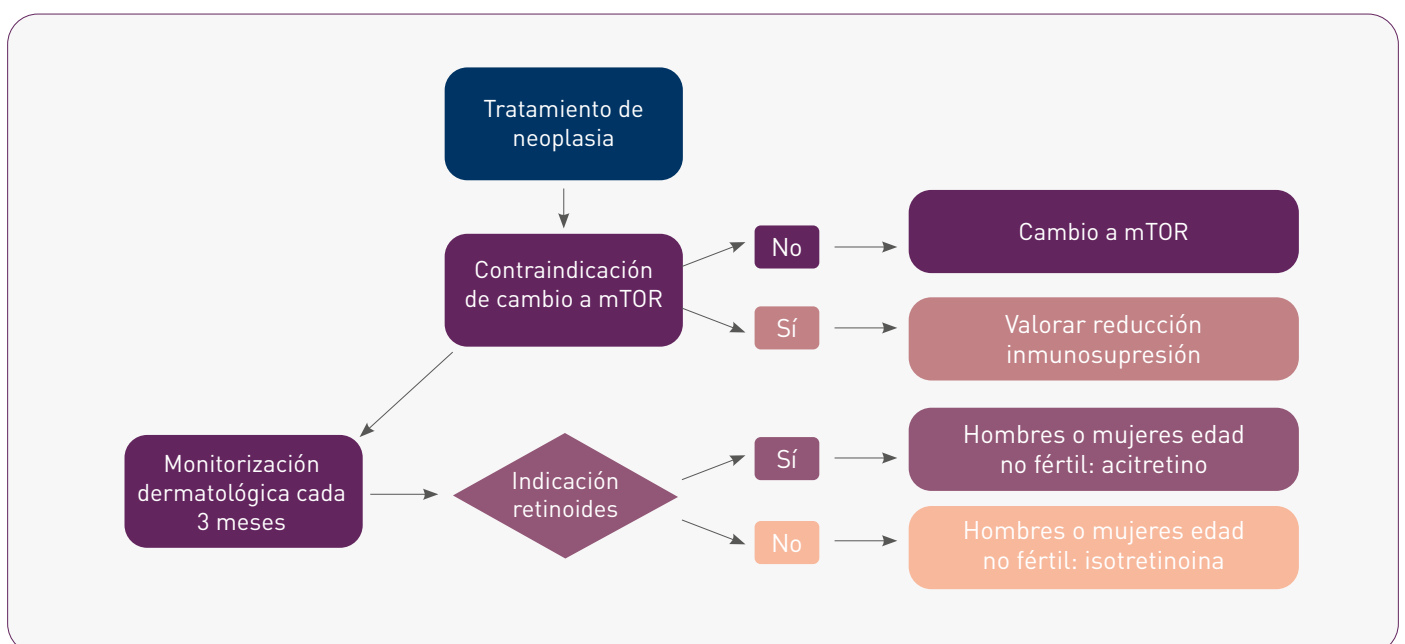 Tratamiento de
neoplasia
Contraindicación
de cambio a mTOR
No
Cambio a mTOR
Sí
Valorar reducción
inmunosupresión
Monitorización
dermatológica cada
3 meses
Indicación
retinoides
Sí
Hombres o mujeres edad
no fértil: acitretino
No
Hombres o mujeres edad
no fértil: isotretinoina